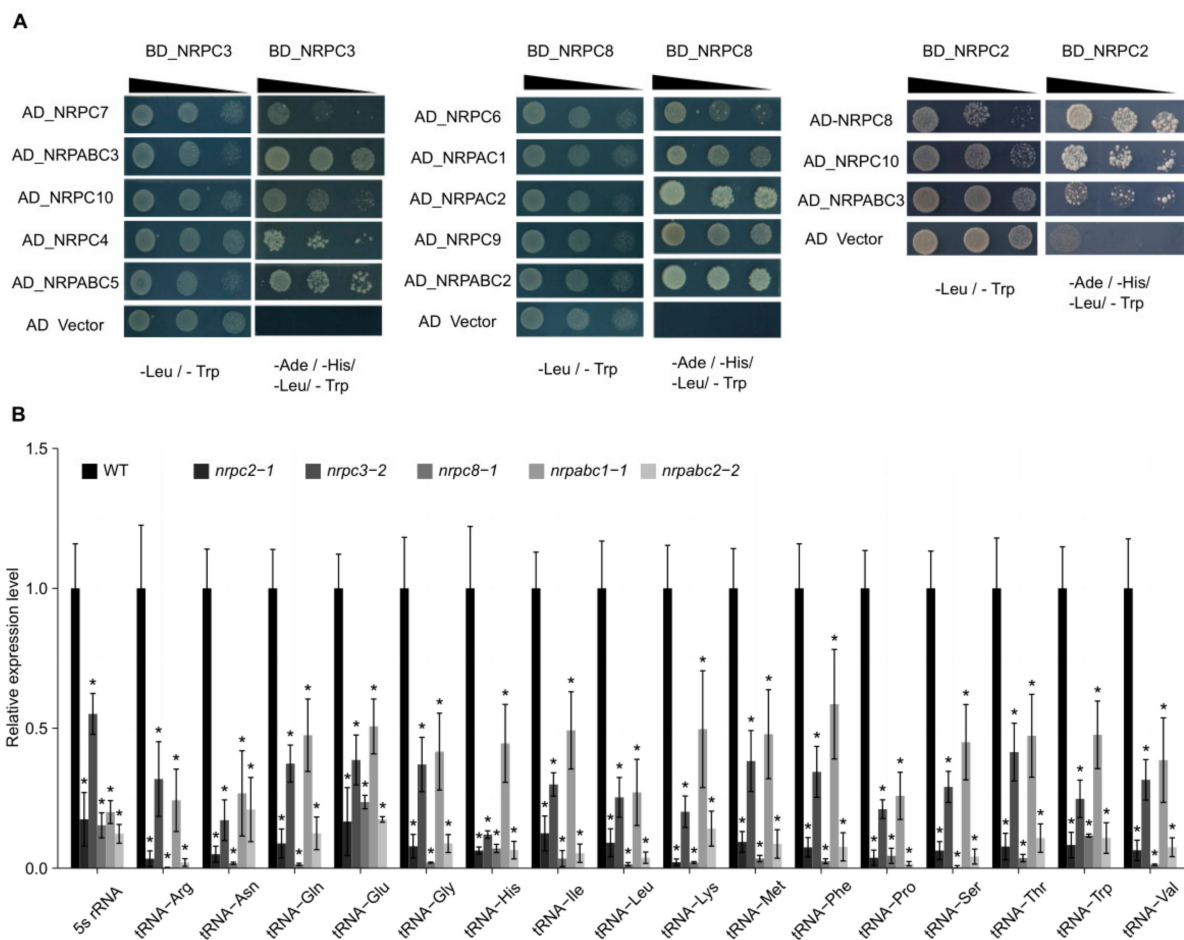 A
BD_NRPC3 BD_NRPC3
AD_NRPC7
AD_NRPABC3
AD_NRPC10
AD_NRPC4
AD_NRPABC5
AD Vector
-Leu / - Trp
-Ade / -His/
-Leu/ - Trp
BD_NRPC8 BD_NRPC8
AD_NRPC6
AD_NRPAC1
AD_NRPAC2
AD_NRPC9
AD_NRPABC2
AD Vector
-Leu / - Trp
-Ade / -His/
-Leu/ - Trp
BD_NRPC2 BD_NRPC2
AD-NRPC8
AD_NRPC10
AD_NRPABC3
AD Vector
-Leu / - Trp
-Ade / -His/
-Leu/ - Trp
B
Relative expression level
1.5
1.0
0.5
0.0
WT nrpc2-1 nrpc3-2 nrpc8-1 nrpabc1-1 nrpabc2-2
5s rRNA
tRNA-Arg
tRNA-Asn
tRNA-Gln
tRNA-Glu
tRNA-Gly
tRNA-His
tRNA-Ile
tRNA-Leu
tRNA-Lys
tRNA-Met
tRNA-Phe
tRNA-Pro
tRNA-Ser
tRNA-Thr
tRNA-Trp
tRNA-Val